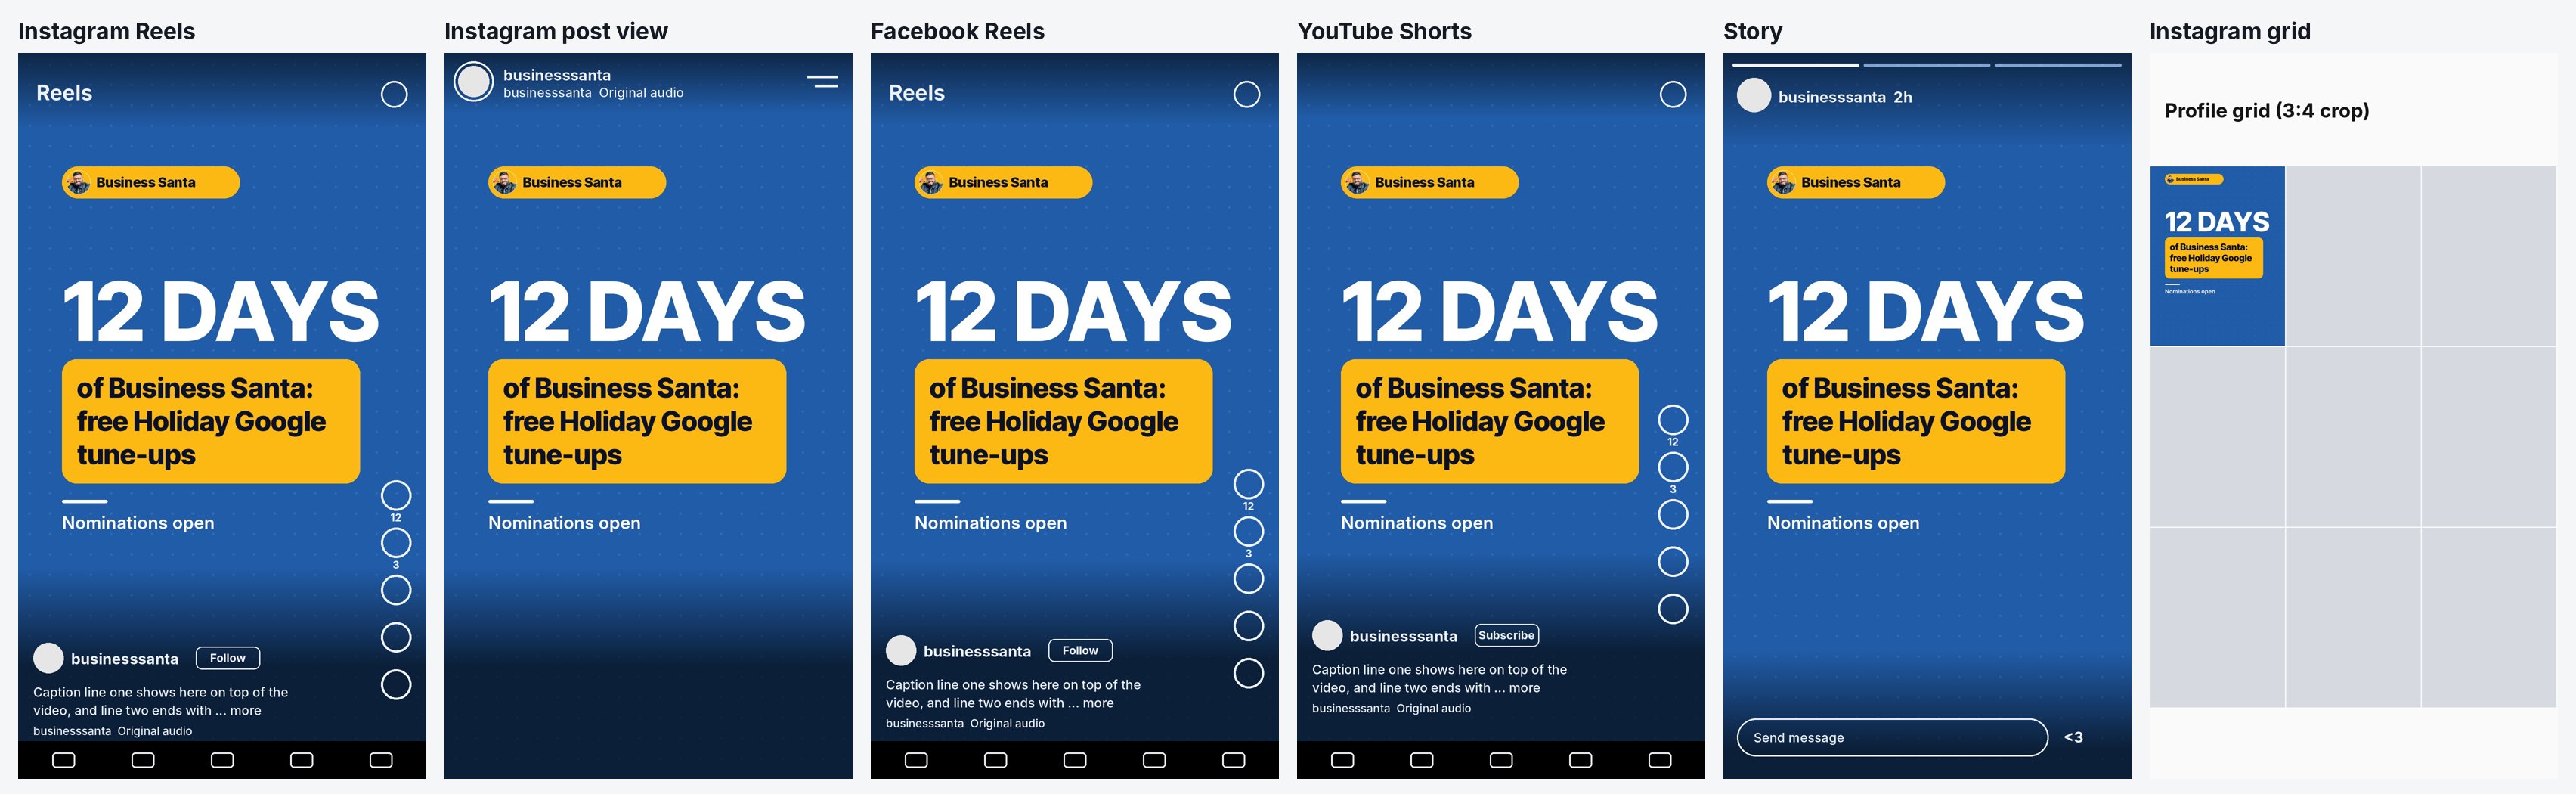 Instagram Reels
Reels
Business Santa
12 DAYS
of Business Santa:
free Holiday Google
tune-ups
Nominations open
12
3
businesssanta Follow
Caption line one shows here on top of the
video, and line two ends with ... more
businesssanta Original audio
Instagram post view
businesssanta
businesssanta Original audio
Business Santa
12 DAYS
of Business Santa:
free Holiday Google
tune-ups
Nominations open
Facebook Reels
Reels
Business Santa
12 DAYS
of Business Santa:
free Holiday Google
tune-ups
Nominations open
12
3
businesssanta Follow
Caption line one shows here on top of the
video, and line two ends with ... more
businesssanta Original audio
YouTube Shorts
Business Santa
12 DAYS
of Business Santa:
free Holiday Google
tune-ups
Nominations open
12
3
businesssanta Subscribe
Caption line one shows here on top of the
video, and line two ends with ... more
businesssanta Original audio
Story
businesssanta 2h
Business Santa
12 DAYS
of Business Santa:
free Holiday Google
tune-ups
Nominations open
Send message <3
Instagram grid
Profile grid (3:4 crop)
Business Santa
12 DAYS
of Business Santa:
free Holiday Google
tune-ups
Nominations open